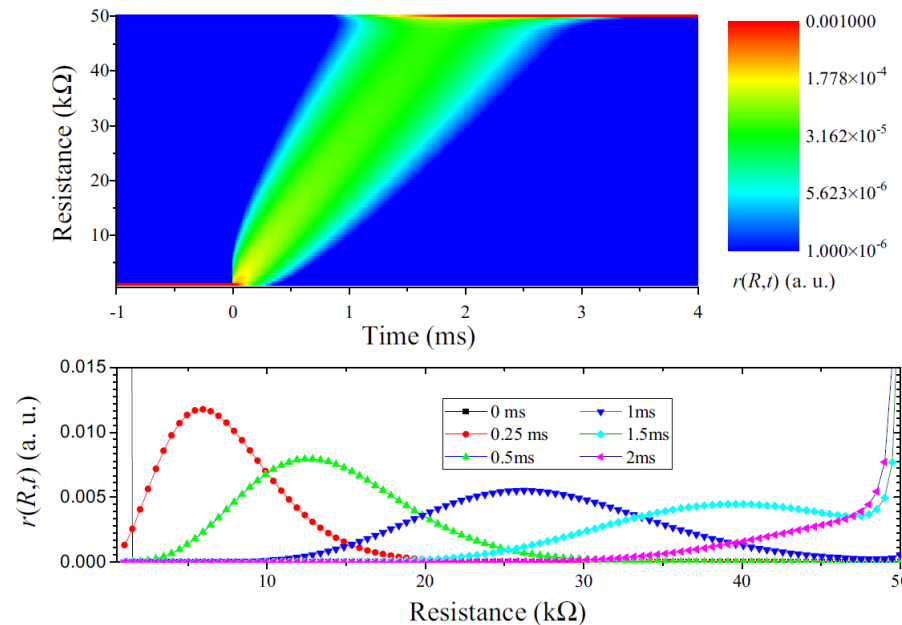 50
40
30
20
10
Resistance (kΩ)
-1
0
1
2
3
4
Time (ms)
0.001000
1.778×10⁻⁴
3.162×10⁻⁵
5.623×10⁻⁶
1.000×10⁻⁶
r(R,t) (a. u.)
0.015
0.010
0.005
0.000
r(R,t) (a. u.)
0 ms
0.25 ms
0.5ms
1ms
1.5ms
2ms
10
20
30
40
50
Resistance (kΩ)